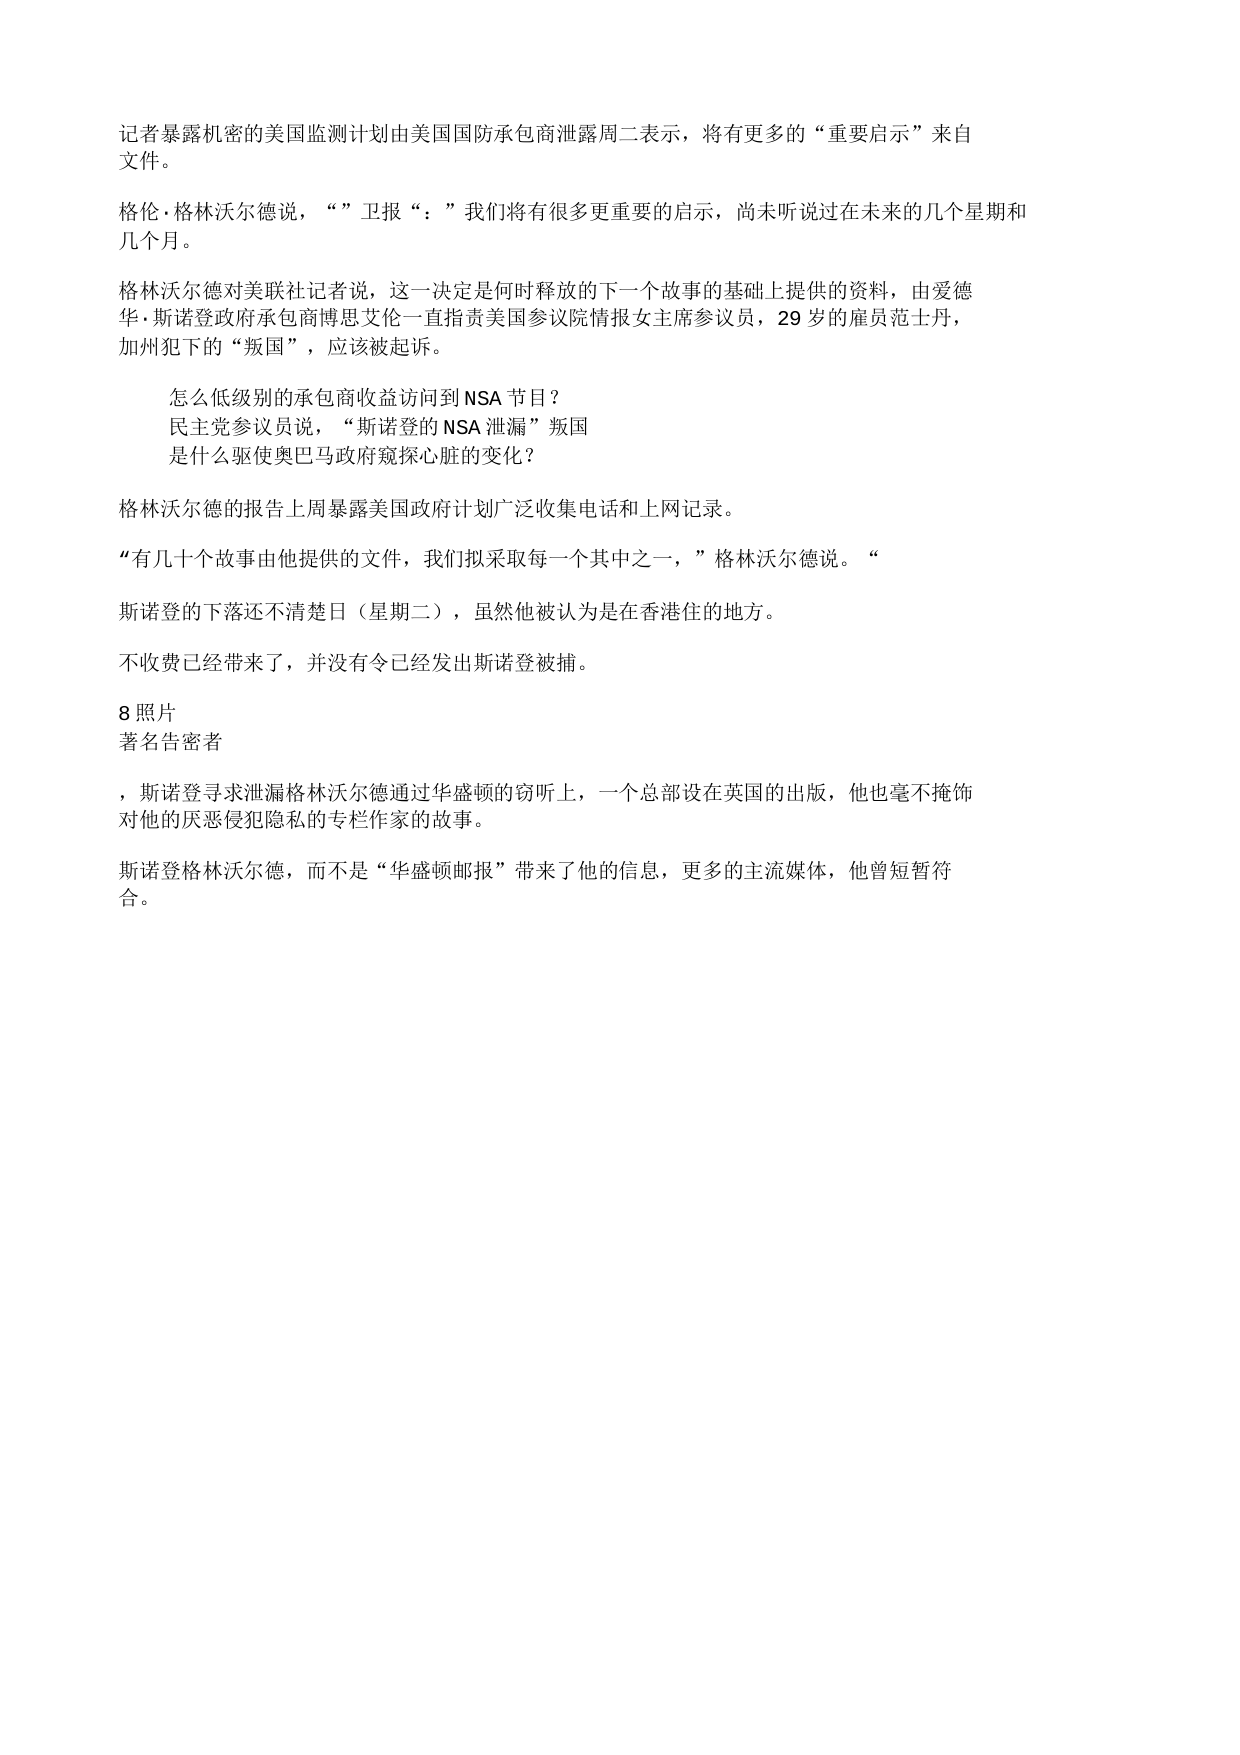 记者暴露机密的美国监测计划由美国国防承包商泄露周二表示，将有更多的“重要启示”来自
文件。
格伦·格林沃尔德说，“”卫报“：”我们将有很多更重要的启示，尚未听说过在未来的几个星期和
几个月。
格林沃尔德对美联社记者说，这一决定是何时释放的下一个故事的基础上提供的资料，由爱德
华·斯诺登政府承包商博思艾伦一直指责美国参议院情报女主席参议员，29 岁的雇员范士丹，
加州犯下的“叛国”，应该被起诉。
怎么低级别的承包商收益访问到 NSA 节目？
民主党参议员说，“斯诺登的 NSA 泄漏”叛国
是什么驱使奥巴马政府窥探心脏的变化？
格林沃尔德的报告上周暴露美国政府计划广泛收集电话和上网记录。
“有几十个故事由他提供的文件，我们拟采取每一个其中之一，”格林沃尔德说。“
斯诺登的下落还不清楚日（星期二），虽然他被认为是在香港住的地方。
不收费已经带来了，并没有令已经发出斯诺登被捕。
8 照片
著名告密者
，斯诺登寻求泄漏格林沃尔德通过华盛顿的窃听上，一个总部设在英国的出版，他也毫不掩饰
对他的厌恶侵犯隐私的专栏作家的故事。
斯诺登格林沃尔德，而不是“华盛顿邮报”带来了他的信息，更多的主流媒体，他曾短暂符
合。